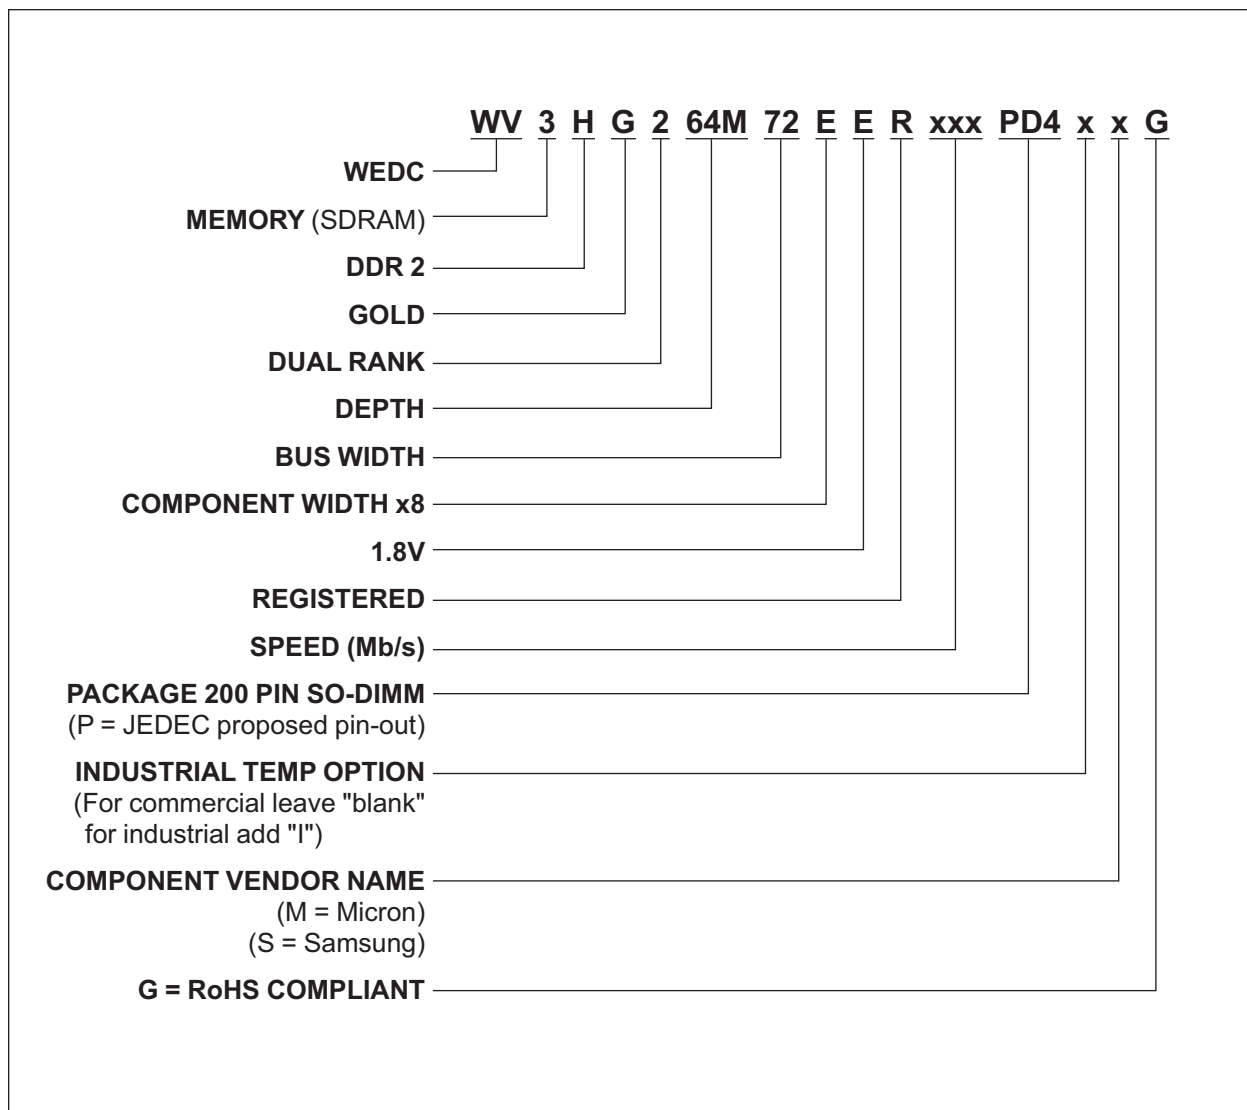 WV 3 H G 2 64M 72 E E R xxx PD4 x x G
WEDC
MEMORY (SDRAM)
DDR 2
GOLD
DUAL RANK
DEPTH
BUS WIDTH
COMPONENT WIDTH x8
1.8V
REGISTERED
SPEED (Mb/s)
PACKAGE 200 PIN SO-DIMM
(P = JEDEC proposed pin-out)
INDUSTRIAL TEMP OPTION
(For commercial leave "blank"
for industrial add "I")
COMPONENT VENDOR NAME
(M = Micron)
(S = Samsung)
G = RoHS COMPLIANT